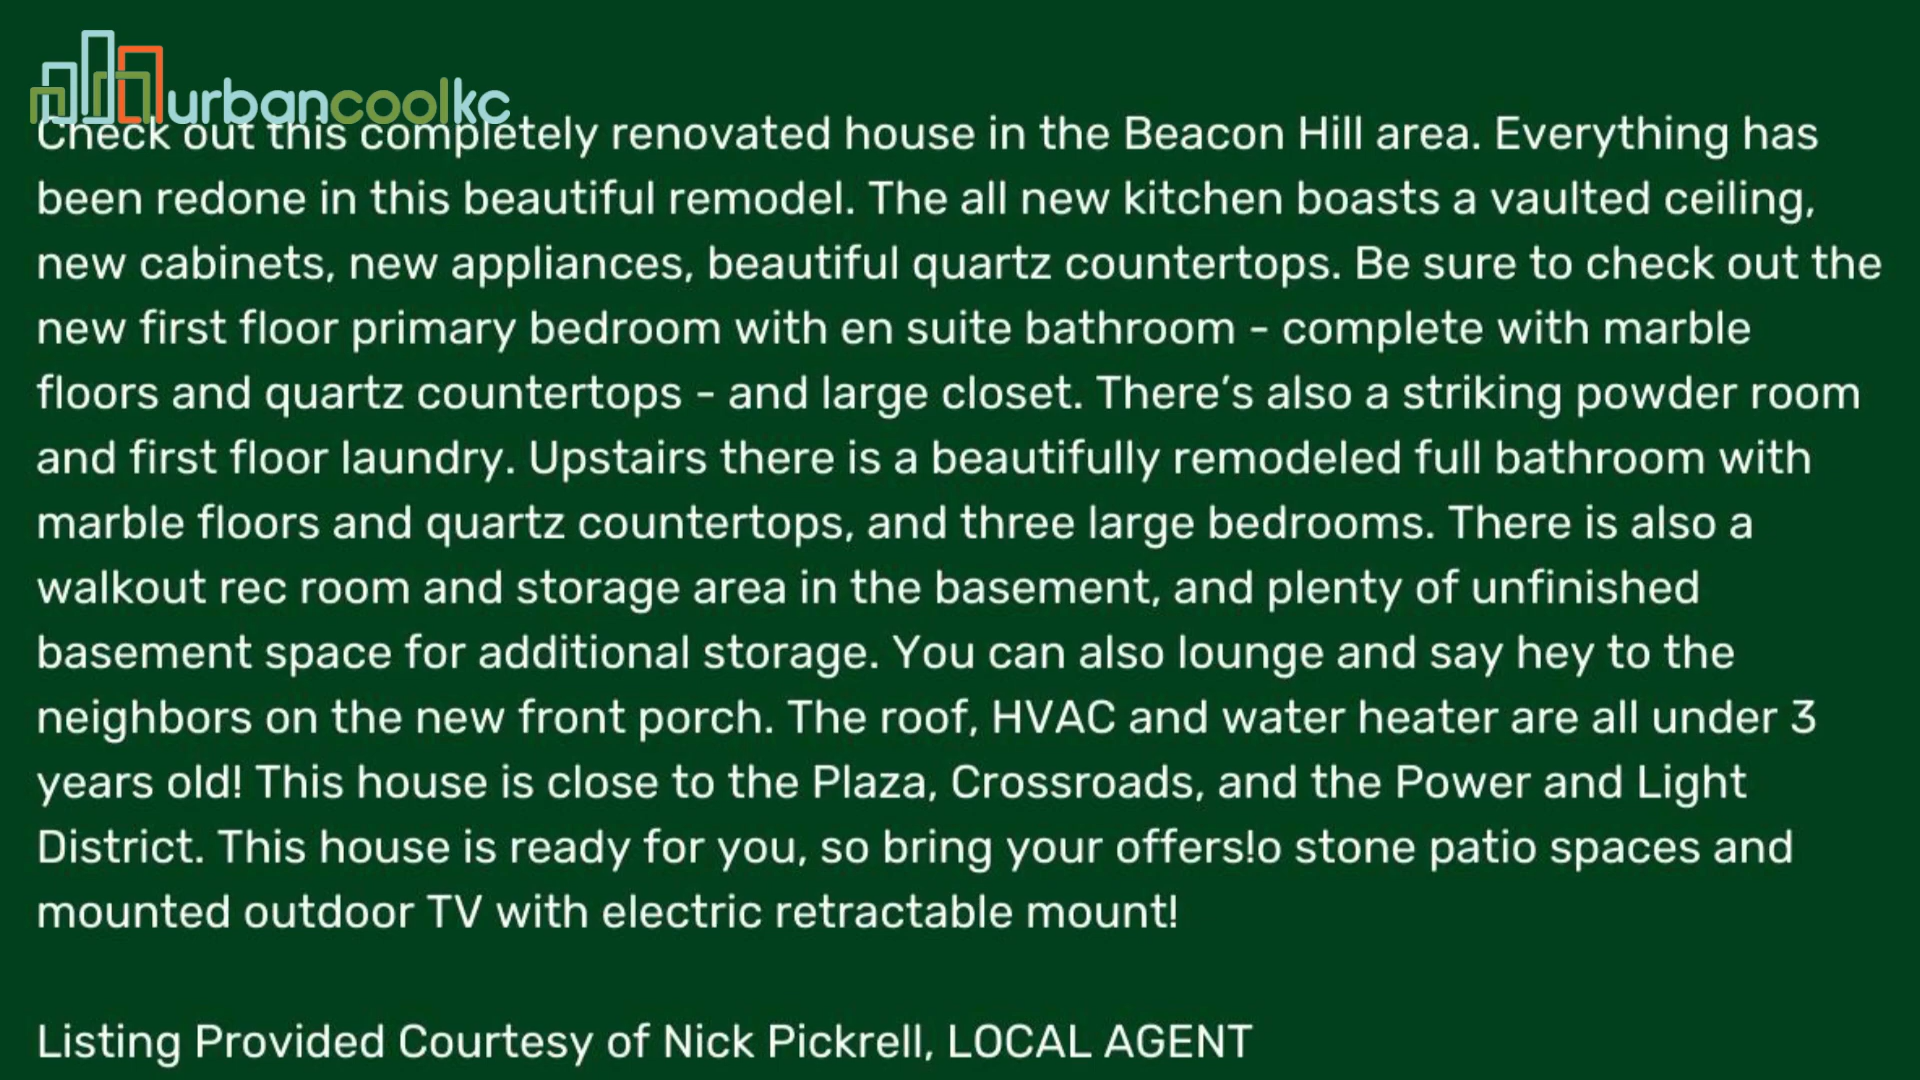 urbancoolkc
Check out this completely renovated house in the Beacon Hill area. Everything has
been redone in this beautiful remodel. The all new kitchen boasts a vaulted ceiling,
new cabinets, new appliances, beautiful quartz countertops. Be sure to check out the
new first floor primary bedroom with en suite bathroom - complete with marble
floors and quartz countertops - and large closet. There’s also a striking powder room
and first floor laundry. Upstairs there is a beautifully remodeled full bathroom with
marble floors and quartz countertops, and three large bedrooms. There is also a
walkout rec room and storage area in the basement, and plenty of unfinished
basement space for additional storage. You can also lounge and say hey to the
neighbors on the new front porch. The roof, HVAC and water heater are all under 3
years old! This house is close to the Plaza, Crossroads, and the Power and Light
District. This house is ready for you, so bring your offers!o stone patio spaces and
mounted outdoor TV with electric retractable mount!
Listing Provided Courtesy of Nick Pickrell, LOCAL AGENT